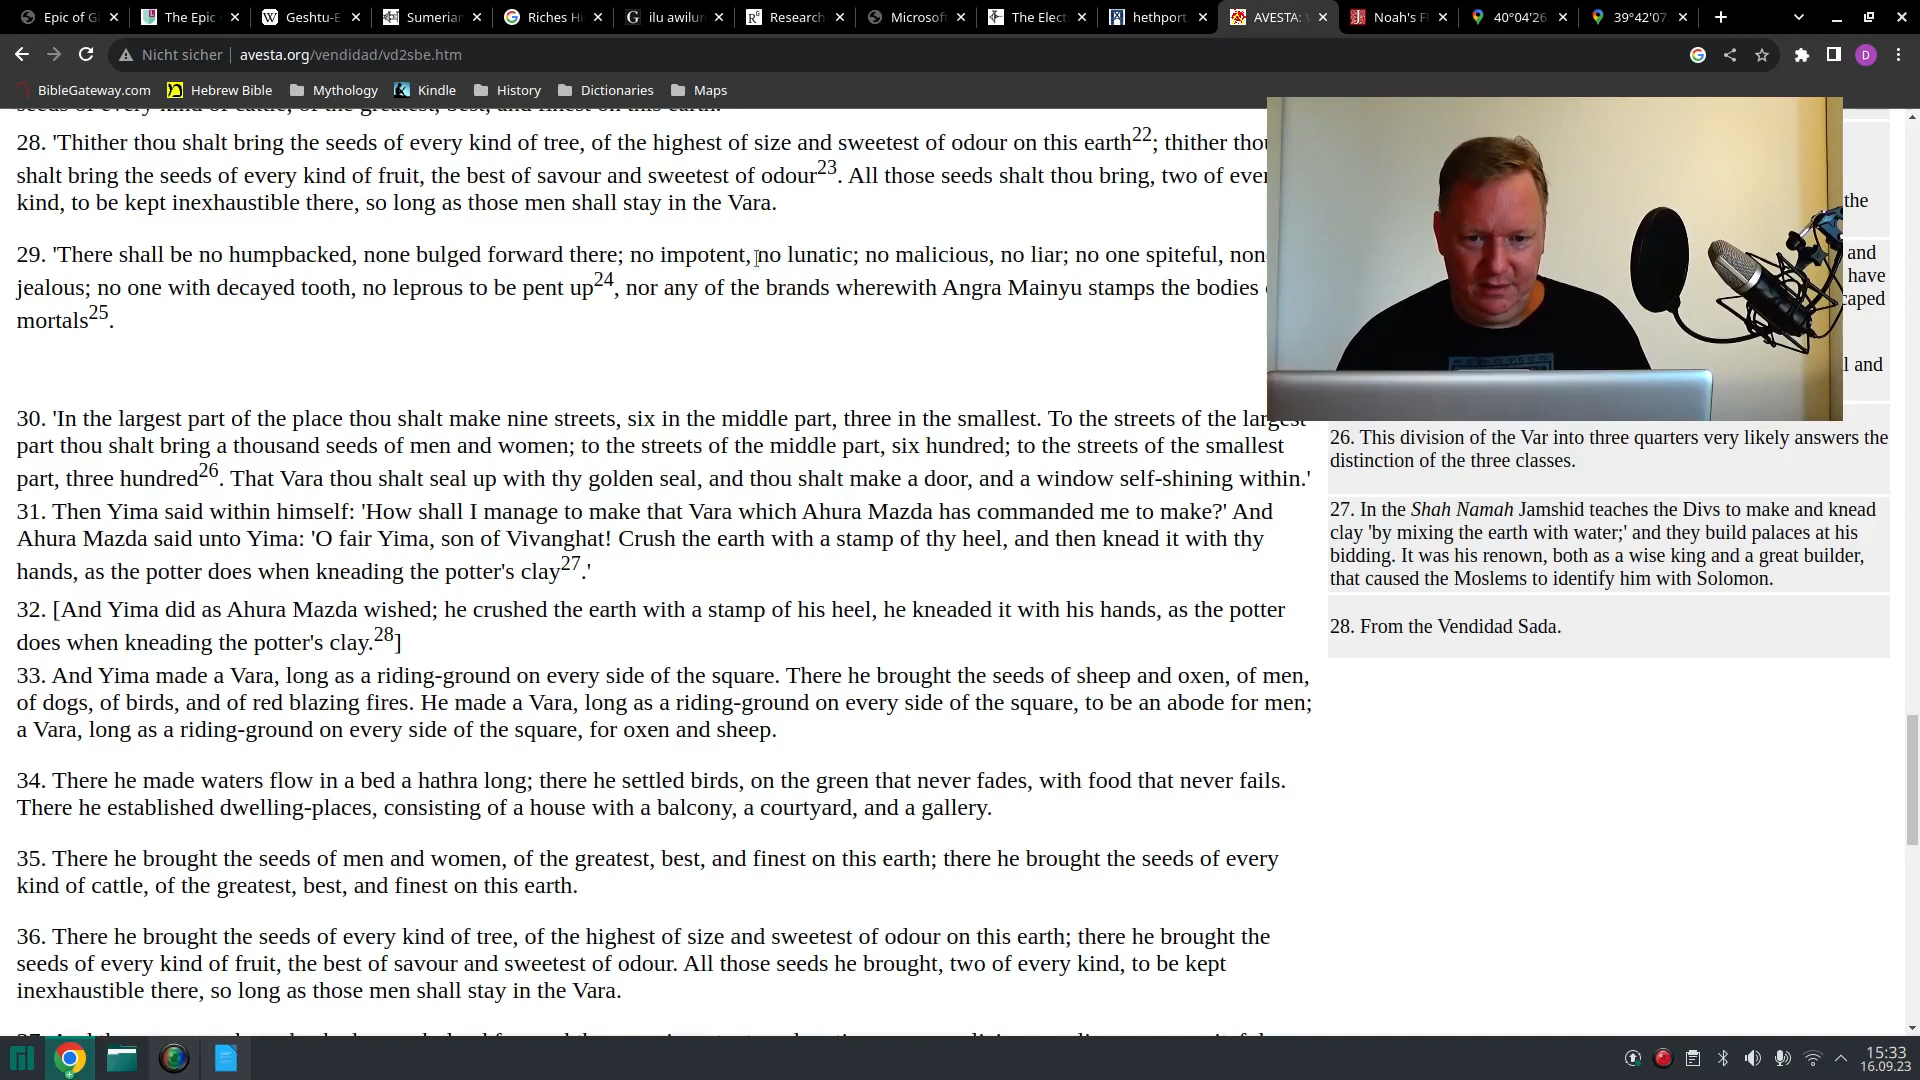 Epic of G
The Epic
Geshtu-E
Sumerian
Riches Hi
ilu awilun
Research
Microsoft
The Elect
hethport
AVESTA: V
Noah's Fl
40°04'26.
39°42'07.
Nicht sicher | avesta.org/vendidad/vd2sbe.htm
BibleGateway.com
Hebrew Bible
Mythology
Kindle
History
Dictionaries
Maps
28. 'Thither thou shalt bring the seeds of every kind of tree, of the highest of size and sweetest of odour on this earth22; thither thou
shalt bring the seeds of every kind of fruit, the best of savour and sweetest of odour23. All those seeds shalt thou bring, two of ever
kind, to be kept inexhaustible there, so long as those men shall stay in the Vara.
29. 'There shall be no humpbacked, none bulged forward there; no impotent, no lunatic; no malicious, no liar; no one spiteful, none
jealous; no one with decayed tooth, no leprous to be pent up24, nor any of the brands wherewith Angra Mainyu stamps the bodies
mortals25.
30. 'In the largest part of the place thou shalt make nine streets, six in the middle part, three in the smallest. To the streets of the largest
part thou shalt bring a thousand seeds of men and women; to the streets of the middle part, six hundred; to the streets of the smallest
part, three hundred26. That Vara thou shalt seal up with thy golden seal, and thou shalt make a door, and a window self-shining within.'
31. Then Yima said within himself: 'How shall I manage to make that Vara which Ahura Mazda has commanded me to make?' And
Ahura Mazda said unto Yima: 'O fair Yima, son of Vivanghat! Crush the earth with a stamp of thy heel, and then knead it with thy
hands, as the potter does when kneading the potter's clay27.'
32. [And Yima did as Ahura Mazda wished; he crushed the earth with a stamp of his heel, he kneaded it with his hands, as the potter
does when kneading the potter's clay.28]
33. And Yima made a Vara, long as a riding-ground on every side of the square. There he brought the seeds of sheep and oxen, of men,
of dogs, of birds, and of red blazing fires. He made a Vara, long as a riding-ground on every side of the square, to be an abode for men;
a Vara, long as a riding-ground on every side of the square, for oxen and sheep.
34. There he made waters flow in a bed a hathra long; there he settled birds, on the green that never fades, with food that never fails.
There he established dwelling-places, consisting of a house with a balcony, a courtyard, and a gallery.
35. There he brought the seeds of men and women, of the greatest, best, and finest on this earth; there he brought the seeds of every
kind of cattle, of the greatest, best, and finest on this earth.
36. There he brought the seeds of every kind of tree, of the highest of size and sweetest of odour on this earth; there he brought the
seeds of every kind of fruit, the best of savour and sweetest of odour. All those seeds he brought, two of every kind, to be kept
inexhaustible there, so long as those men shall stay in the Vara.
the
and
have
caped
l and
26. This division of the Var into three quarters very likely answers the
distinction of the three classes.
27. In the Shah Namah Jamshid teaches the Divs to make and knead
clay 'by mixing the earth with water;' and they build palaces at his
bidding. It was his renown, both as a wise king and a great builder,
that caused the Moslems to identify him with Solomon.
28. From the Vendidad Sada.
D
15:33
16.09.23